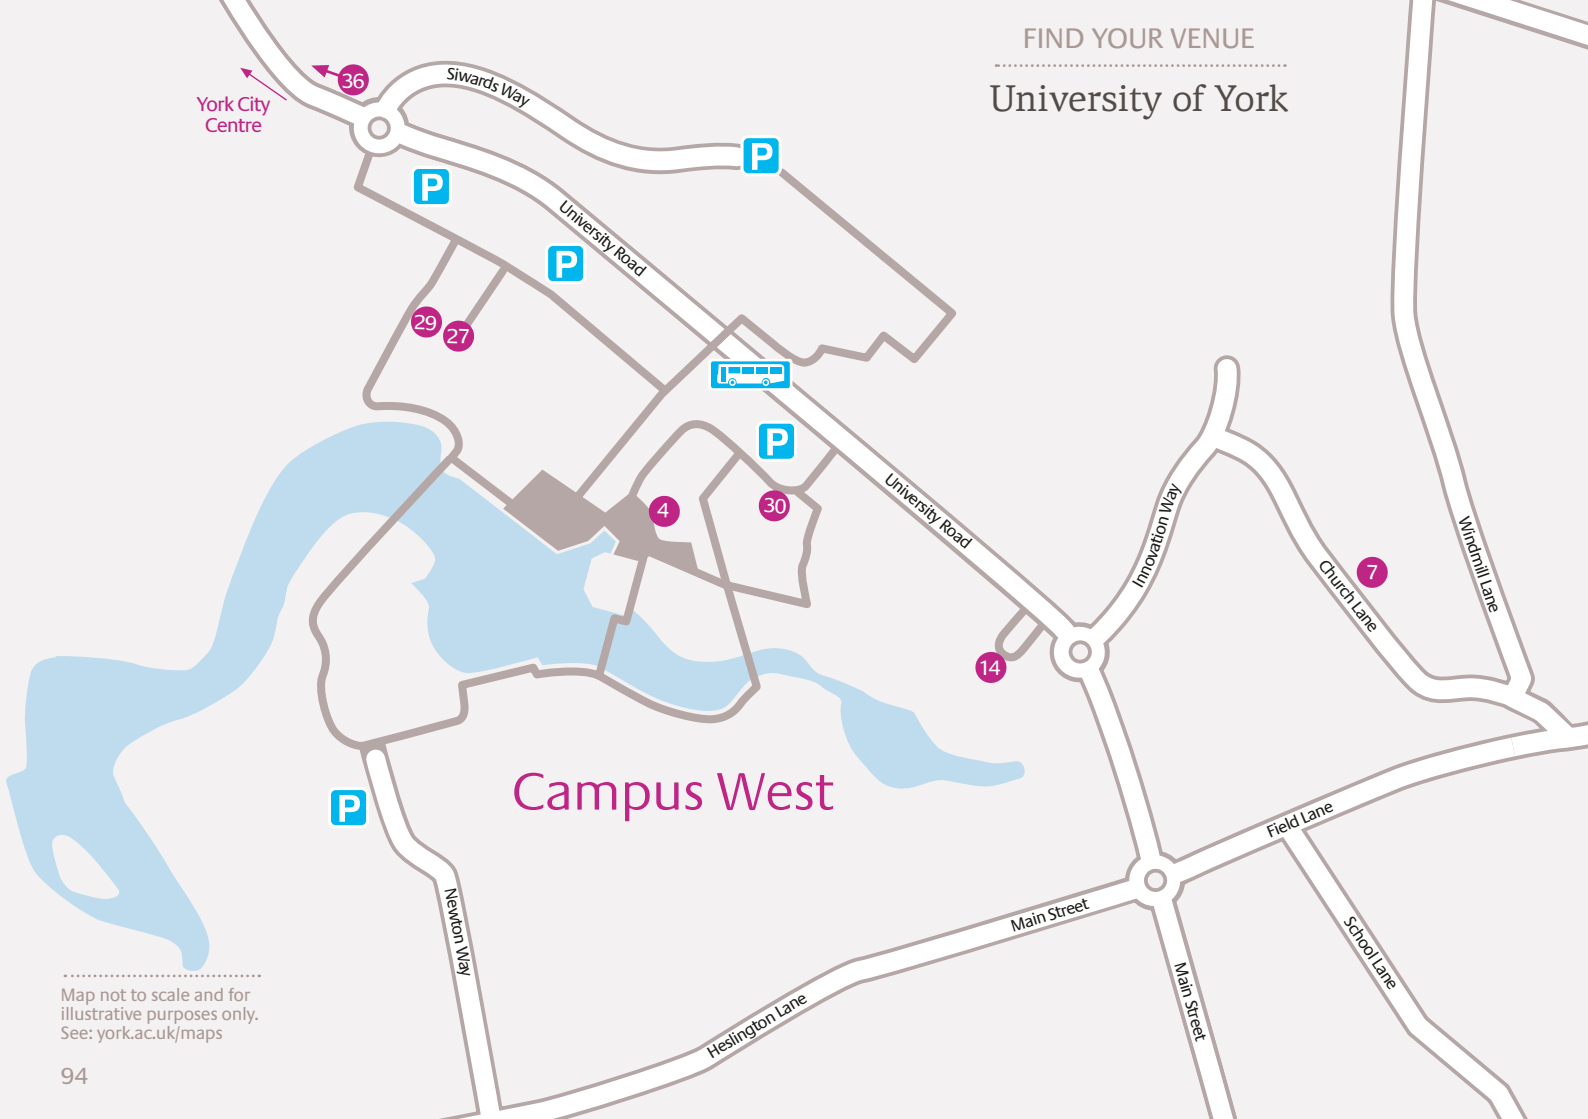 FIND YOUR VENUE
University of York
36
York City
Centre
Siwards Way
P
P
University Road
P
29
27
P
4
30
University Road
Innovation Way
Church Lane
7
Windmill Lane
14
Campus West
P
Field Lane
Newton Way
Main Street
School Lane
Main Street
Heslington Lane
Map not to scale and for
illustrative purposes only.
See: york.ac.uk/maps
94